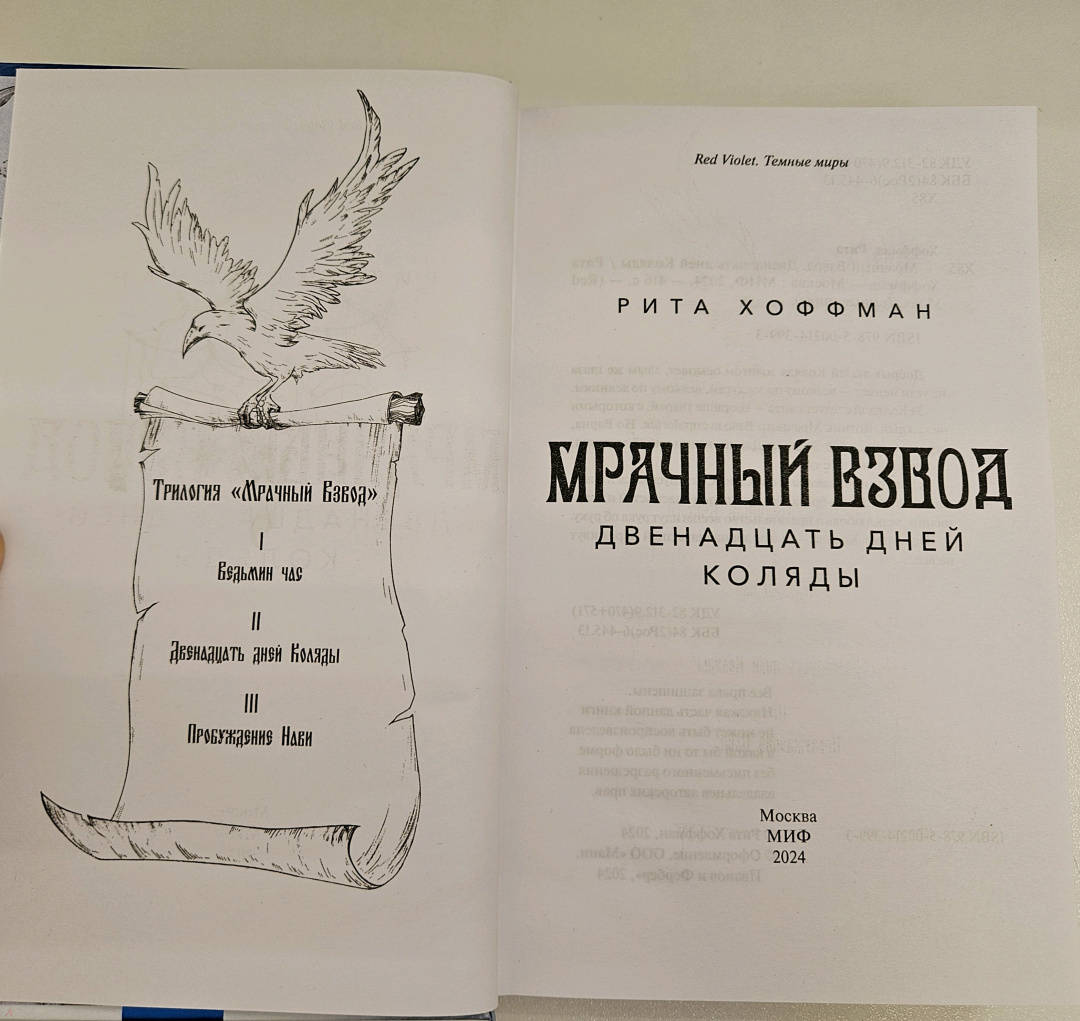 Трилогия «Мрачный Взвод»
I
Ведьмин час
II
Двенадцать дней Коляды
III
Пробуждение Нави
Red Violet. Темные миры
РИТА ХОФФМАН
МРАЧНЫЙ ВЗВОД
ДВЕНАДЦАТЬ ДНЕЙ
КОЛЯДЫ
Москва
МИФ
2024